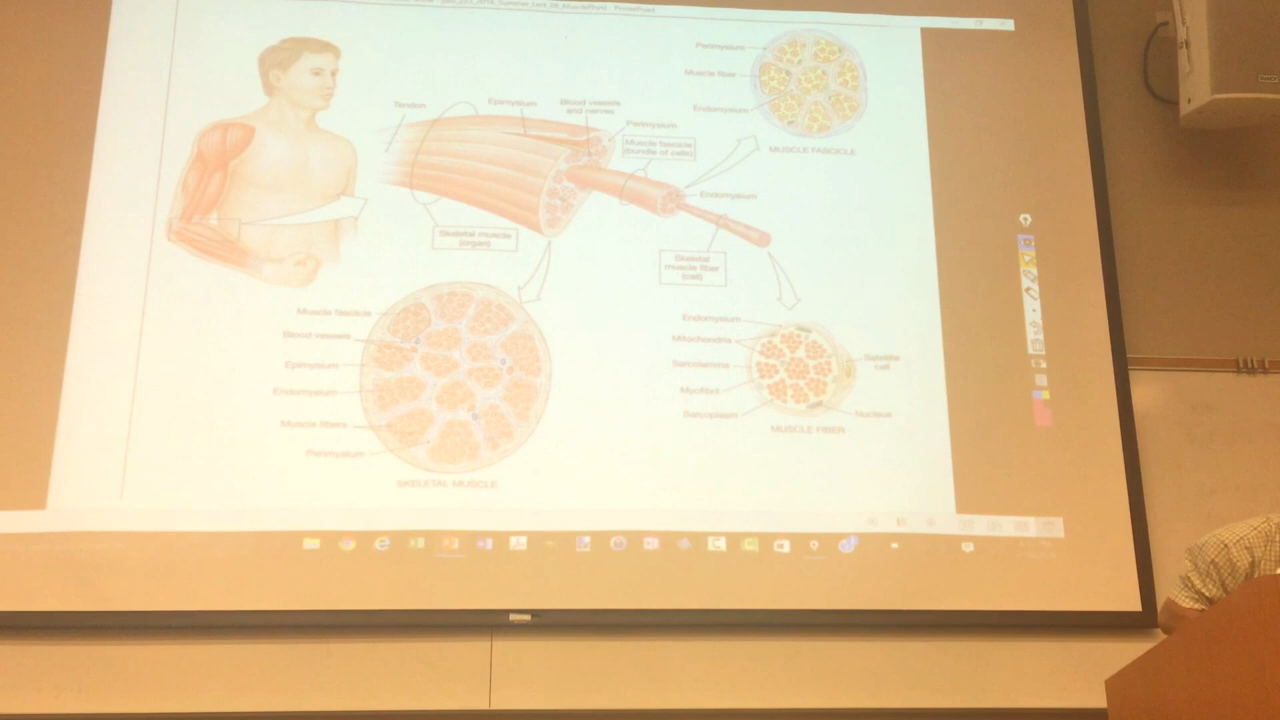 PowerPoint
Tendon
Epimysium
Blood vessels
and nerves
Perimysium
Muscle fascicle
(bundle of cells)
Endomysium
Skeletal muscle
(organ)
Skeletal
muscle fiber
(cell)
Perimysium
Muscle fiber
Endomysium
MUSCLE FASCICLE
Muscle fascicle
Blood vessels
Epimysium
Endomysium
Muscle fibers
Perimysium
SKELETAL MUSCLE
Endomysium
Mitochondria
Sarcolemma
Myofibril
Sarcoplasm
Satellite
cell
Nucleus
MUSCLE FIBER